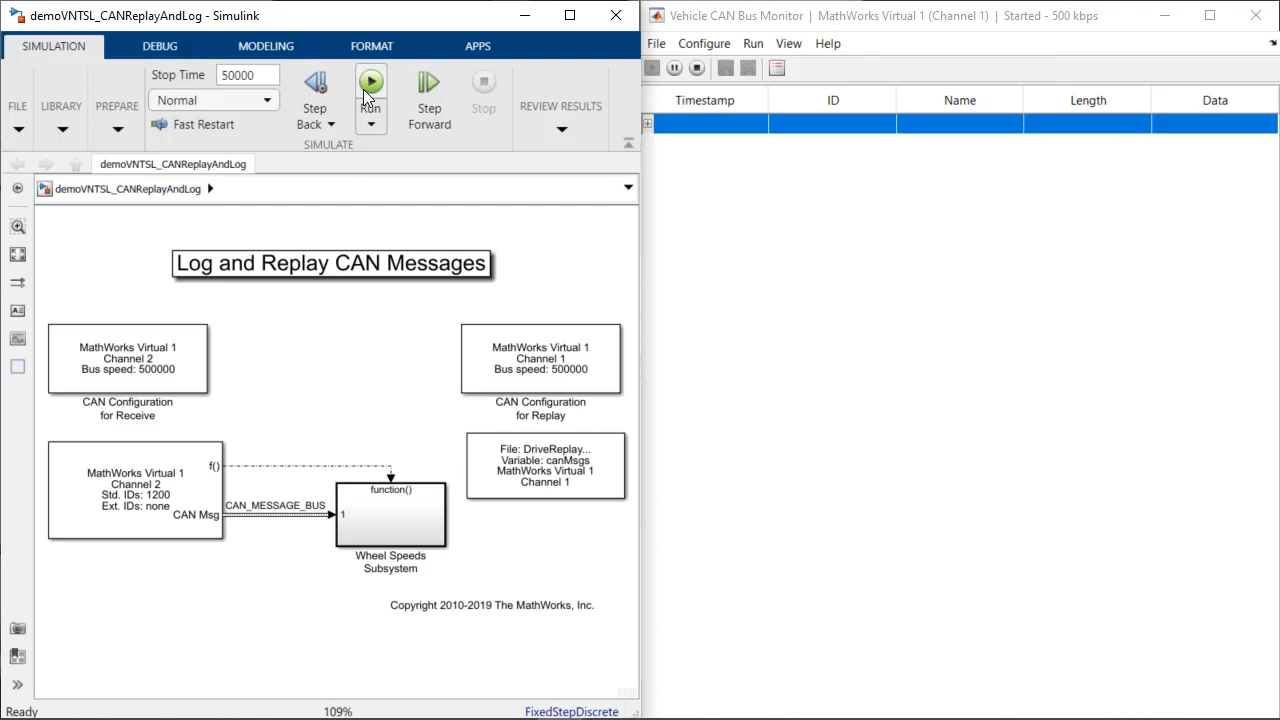 demoVNTSL_CANReplayAndLog - Simulink
SIMULATION
DEBUG
MODELING
FORMAT
APPS
FILE
LIBRARY
PREPARE
Stop Time
50000
Normal
Fast Restart
Step
Back
Run
Step
Forward
Stop
REVIEW RESULTS
SIMULATE
demoVNTSL_CANReplayAndLog
demoVNTSL_CANReplayAndLog
Log and Replay CAN Messages
MathWorks Virtual 1
Channel 2
Bus speed: 500000
CAN Configuration
for Receive
MathWorks Virtual 1
Channel 1
Bus speed: 500000
CAN Configuration
for Replay
MathWorks Virtual 1
Channel 2
Std. IDs: 1200
Ext. IDs: none
f()
CAN Msg
CAN_MESSAGE_BUS
function()
1
Wheel Speeds
Subsystem
File: DriveReplay...
Variable: canMsgs
MathWorks Virtual 1
Channel 1
Copyright 2010-2019 The MathWorks, Inc.
Ready
109%
FixedStepDiscrete
Vehicle CAN Bus Monitor | MathWorks Virtual 1 (Channel 1) | Started - 500 kbps
File Configure Run View Help
Timestamp ID Name Length Data